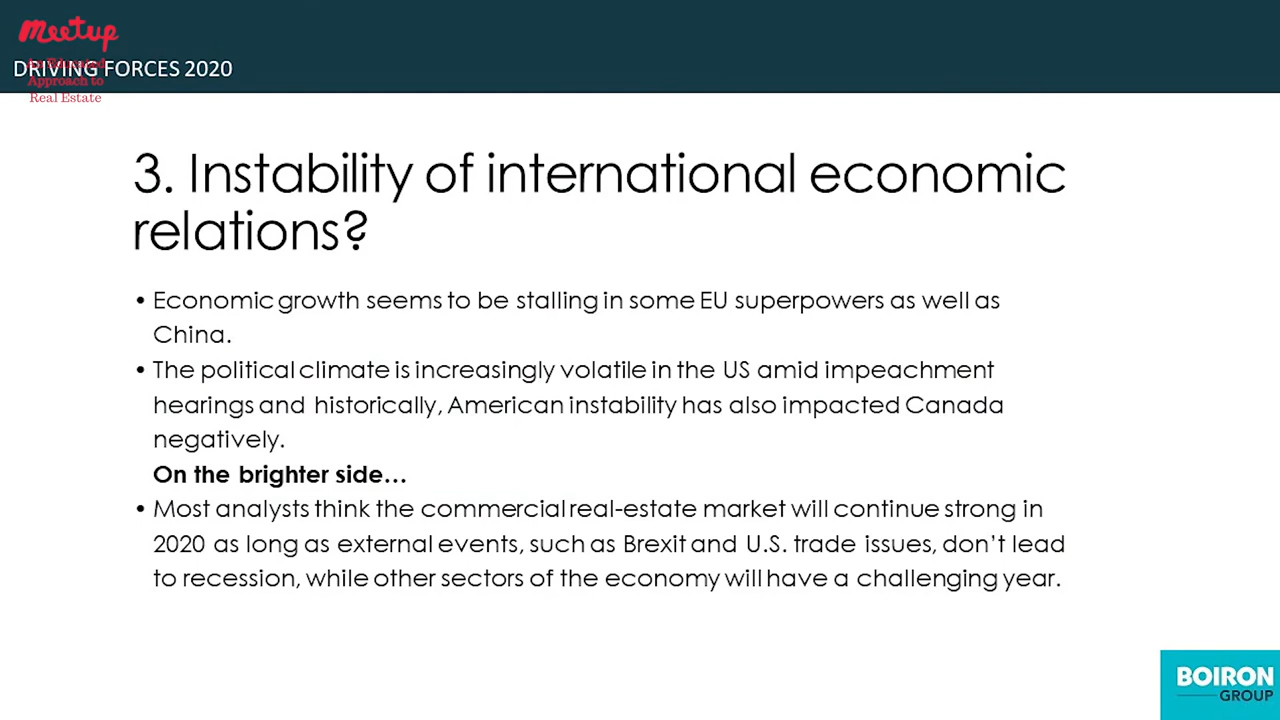 Meetup
DRIVING FORCES 2020
An Educated
Approach to
Real Estate
3. Instability of international economic
relations?
• Economic growth seems to be stalling in some EU superpowers as well as
China.
• The political climate is increasingly volatile in the US amid impeachment
hearings and historically, American instability has also impacted Canada
negatively.
On the brighter side…
• Most analysts think the commercial real-estate market will continue strong in
2020 as long as external events, such as Brexit and U.S. trade issues, don’t lead
to recession, while other sectors of the economy will have a challenging year.
BOIRON
GROUP